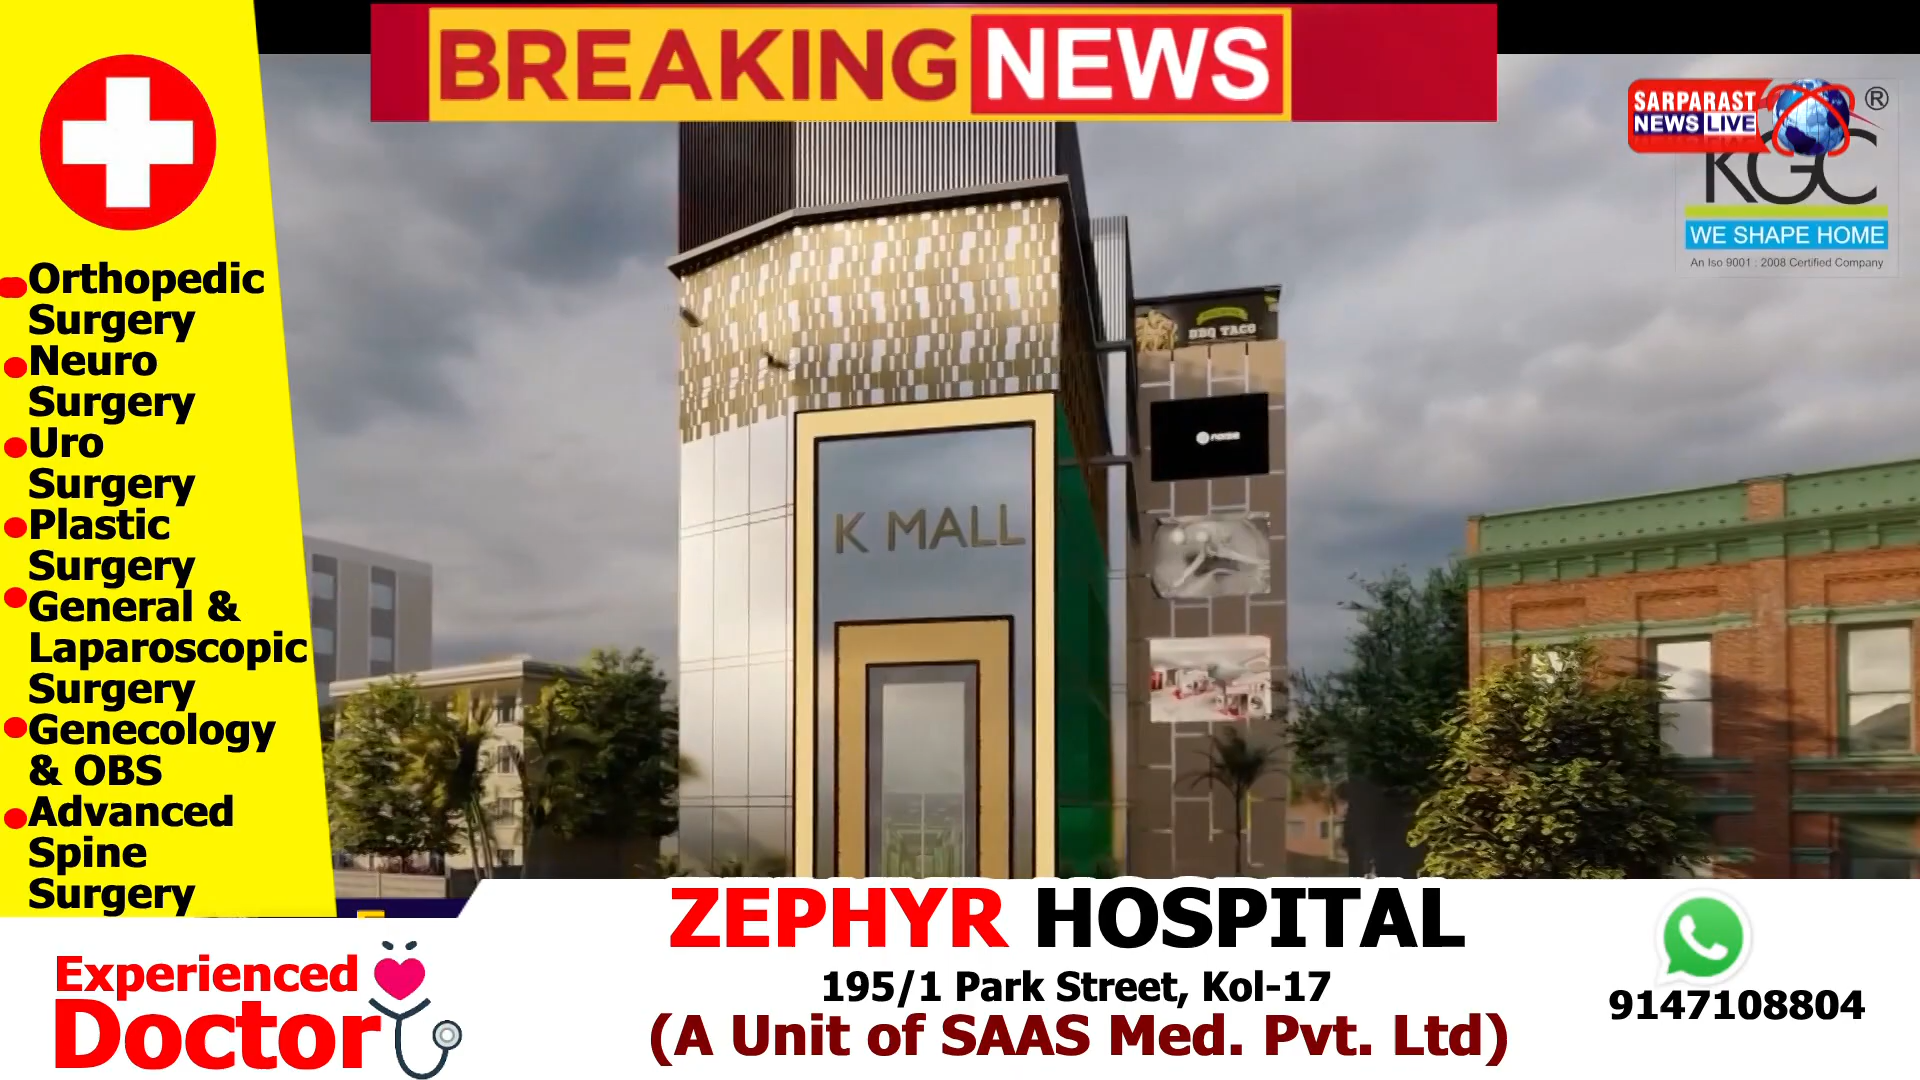 BREAKING NEWS
SARPARAST
NEWS LIVE
®
KGC
WE SHAPE HOME
An Iso 9001 : 2008 Certified Company
Orthopedic
Surgery
Neuro
Surgery
Uro
Surgery
Plastic
Surgery
General &
Laparoscopic
Surgery
Genecology
& OBS
Advanced
Spine
Surgery
BBQ TACO
noise
K MALL
Experienced
Doctor
ZEPHYR HOSPITAL
195/1 Park Street, Kol-17
(A Unit of SAAS Med. Pvt. Ltd)
9147108804